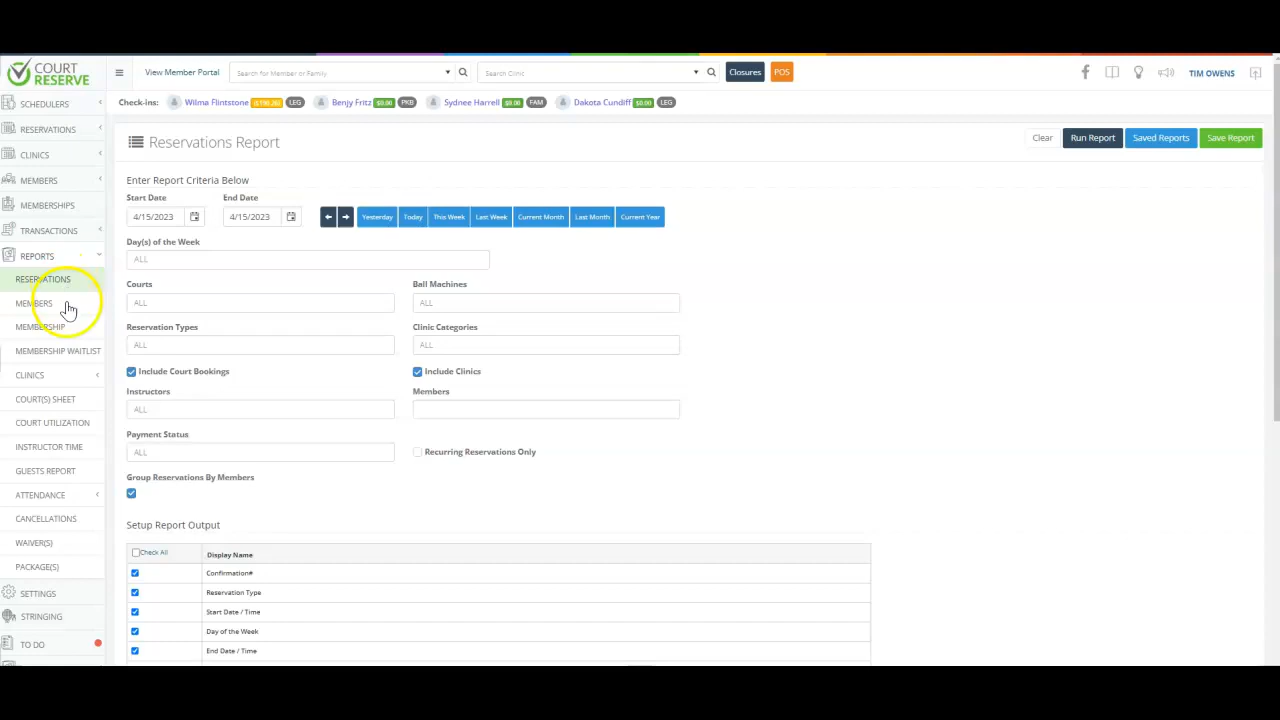 COURT
RESERVE
View Member Portal
Search for Member or Family
Search Clinic
Closures
POS
TIM OWENS
Check-ins:
Wilma Flintstone
LEG
Benjy Fritz $0.00 PKB
Sydnee Harrell $0.00 FAM
Dakota Cundiff $0.00 LEG
SCHEDULERS
RESERVATIONS
CLINICS
MEMBERS
MEMBERSHIPS
TRANSACTIONS
REPORTS
RESERVATIONS
MEMBERS
MEMBERSHIP
MEMBERSHIP WAITLIST
CLINICS
COURT(S) SHEET
COURT UTILIZATION
INSTRUCTOR TIME
GUESTS REPORT
ATTENDANCE
CANCELLATIONS
WAIVER(S)
PACKAGE(S)
SETTINGS
STRINGING
TO DO
Reservations Report
Clear
Run Report
Saved Reports
Save Report
Enter Report Criteria Below
Start Date
End Date
4/15/2023
4/15/2023
Yesterday
Today
This Week
Last Week
Current Month
Last Month
Current Year
Day(s) of the Week
ALL
Courts
Ball Machines
ALL
ALL
Reservation Types
Clinic Categories
ALL
ALL
Include Court Bookings
Include Clinics
Instructors
Members
ALL
Payment Status
ALL
Recurring Reservations Only
Group Reservations By Members
Setup Report Output
Check All
Display Name
Confirmation#
Reservation Type
Start Date / Time
Day of the Week
End Date / Time